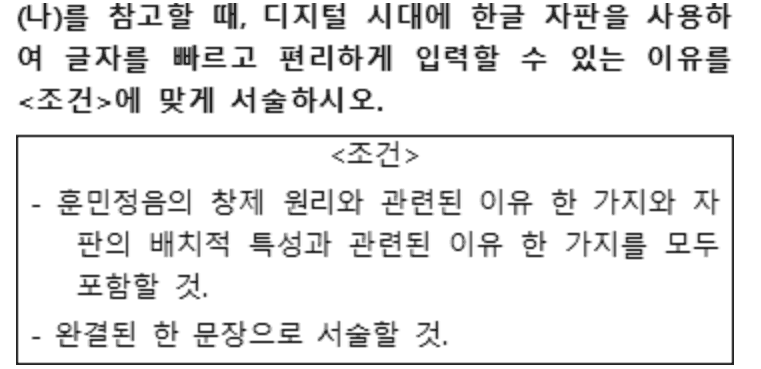 (나)를 참고할 때, 디지털 시대에 한글 자판을 사용하
여 글자를 빠르고 편리하게 입력할 수 있는 이유를
<조건>에 맞게 서술하시오.
<조건>
- 훈민정음의 창제 원리와 관련된 이유 한 가지와 자
판의 배치적 특성과 관련된 이유 한 가지를 모두
포함할 것.
- 완결된 한 문장으로 서술할 것.